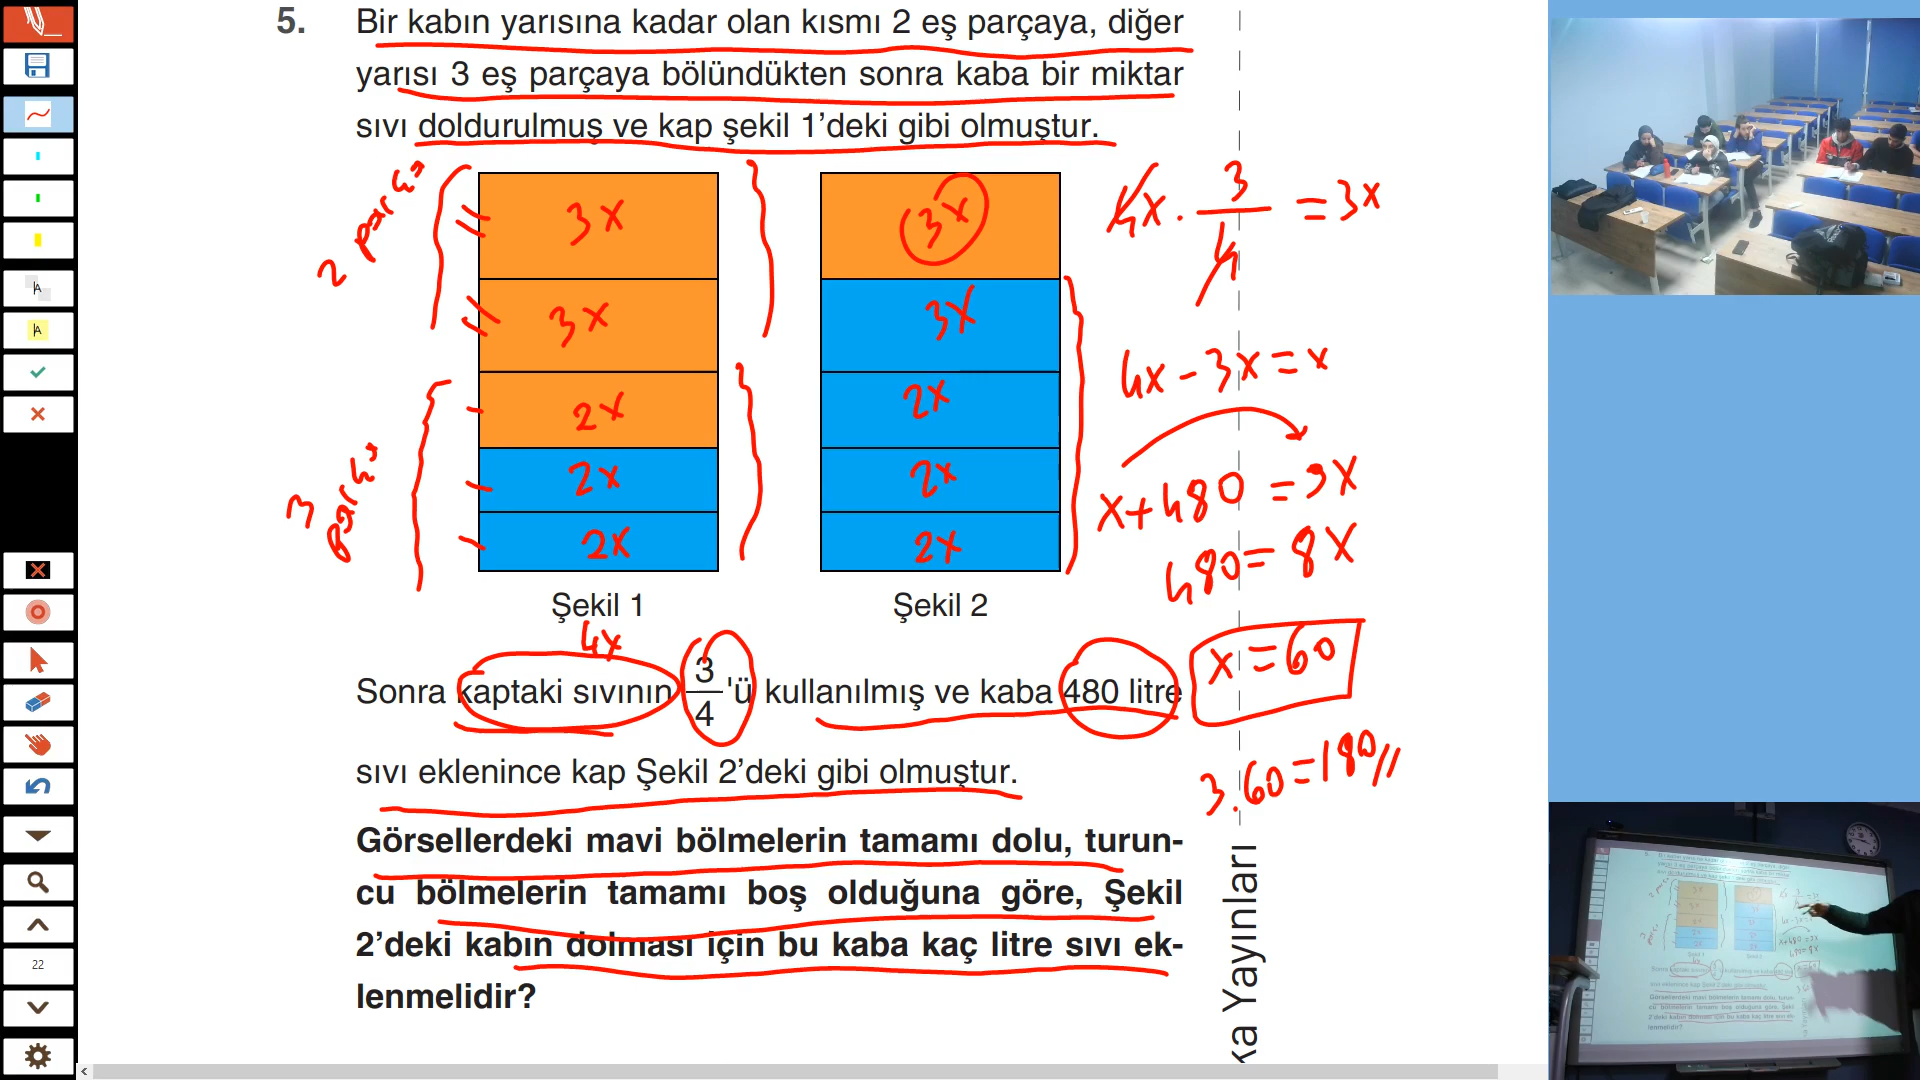 5. Bir kabın yarısına kadar olan kısmı 2 eş parçaya, diğer
yarısı 3 eş parçaya bölündükten sonra kaba bir miktar
sıvı doldurulmuş ve kap şekil 1’deki gibi olmuştur.
2 parka
3x
3x
2x
2x
2x
3 parka
Şekil 1
3x
3x
2x
2x
2x
Şekil 2
4x . 3/4 = 3x
4x - 3x = x
x + 480 = 9x
480 = 8x
x = 60
3.60 = 180//
4x
Sonra kaptaki sıvının 3/4 'ü kullanılmış ve kaba 480 litre
sıvı eklenince kap Şekil 2’deki gibi olmuştur.
Görsellerdeki mavi bölmelerin tamamı dolu, turun-
cu bölmelerin tamamı boş olduğuna göre, Şekil
2’deki kabın dolması için bu kaba kaç litre sıvı ek-
lenmelidir?
ka Yayınları
A
A
22